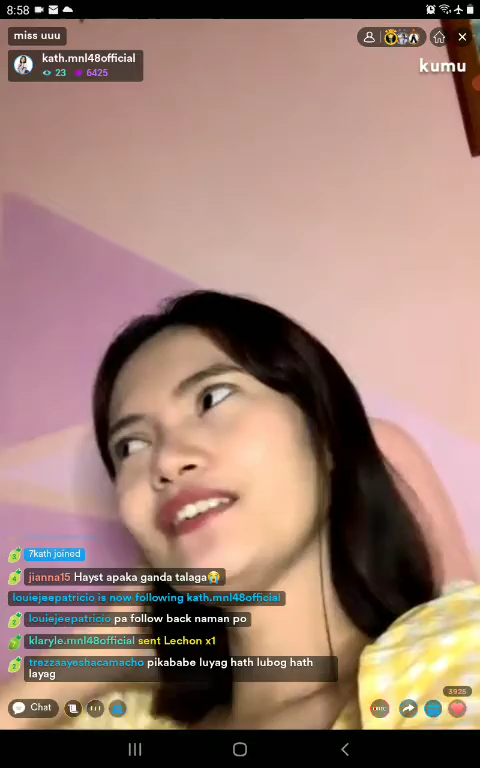 8:58
miss uuu
kath.mnl48official
23 6425
kumu
7kath joined
jianna15 Hayst apaka ganda talaga😭
louiejeepatricio is now following kath.mnl48official
louiejeepatricio pa follow back naman po
klaryle.mnl48official sent Lechon x1
trezzaayeshacamacho pikababe luyag hath lubog hath
layag
3925
Chat